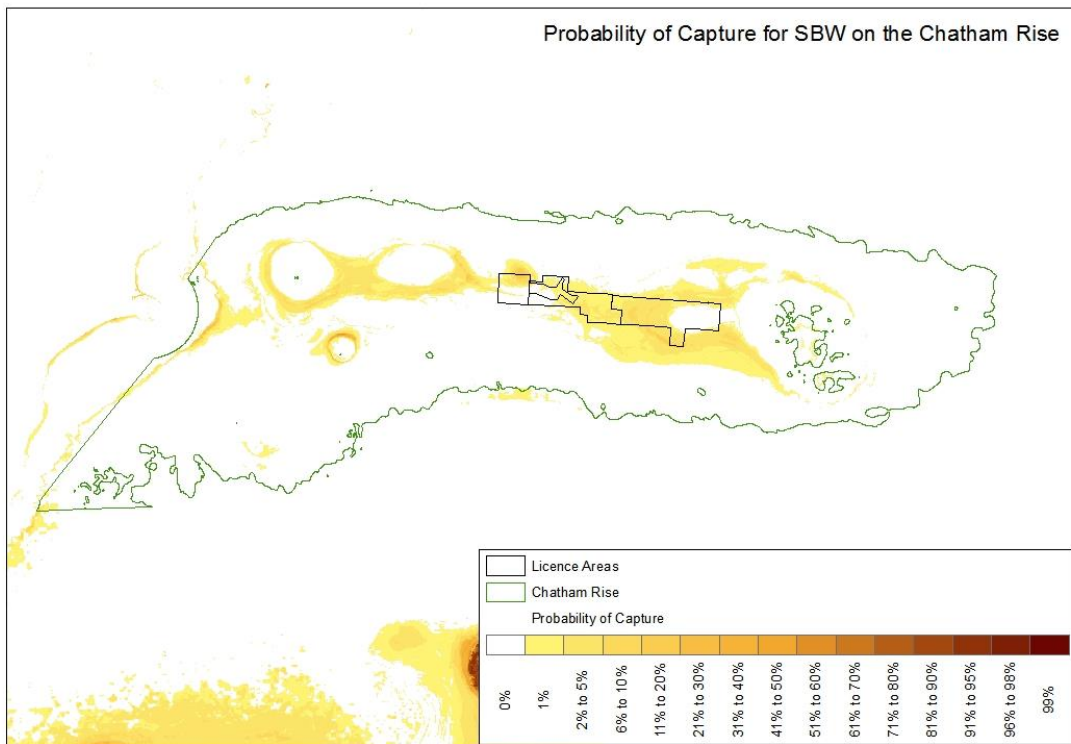 Probability of Capture for SBW on the Chatham Rise
Licence Areas
Chatham Rise
Probability of Capture
0%
1%
2% to 5%
6% to 10%
11% to 20%
21% to 30%
31% to 40%
41% to 50%
51% to 60%
61% to 70%
71% to 80%
81% to 90%
91% to 95%
96% to 98%
99%